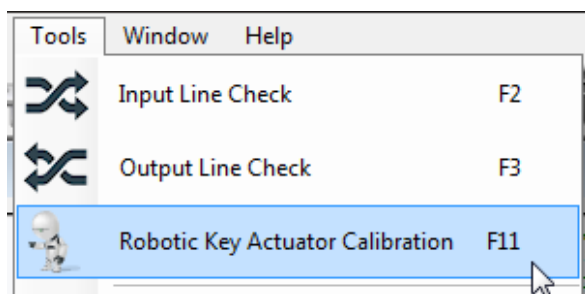 Tools Window Help
Input Line Check F2
Output Line Check F3
Robotic Key Actuator Calibration F11